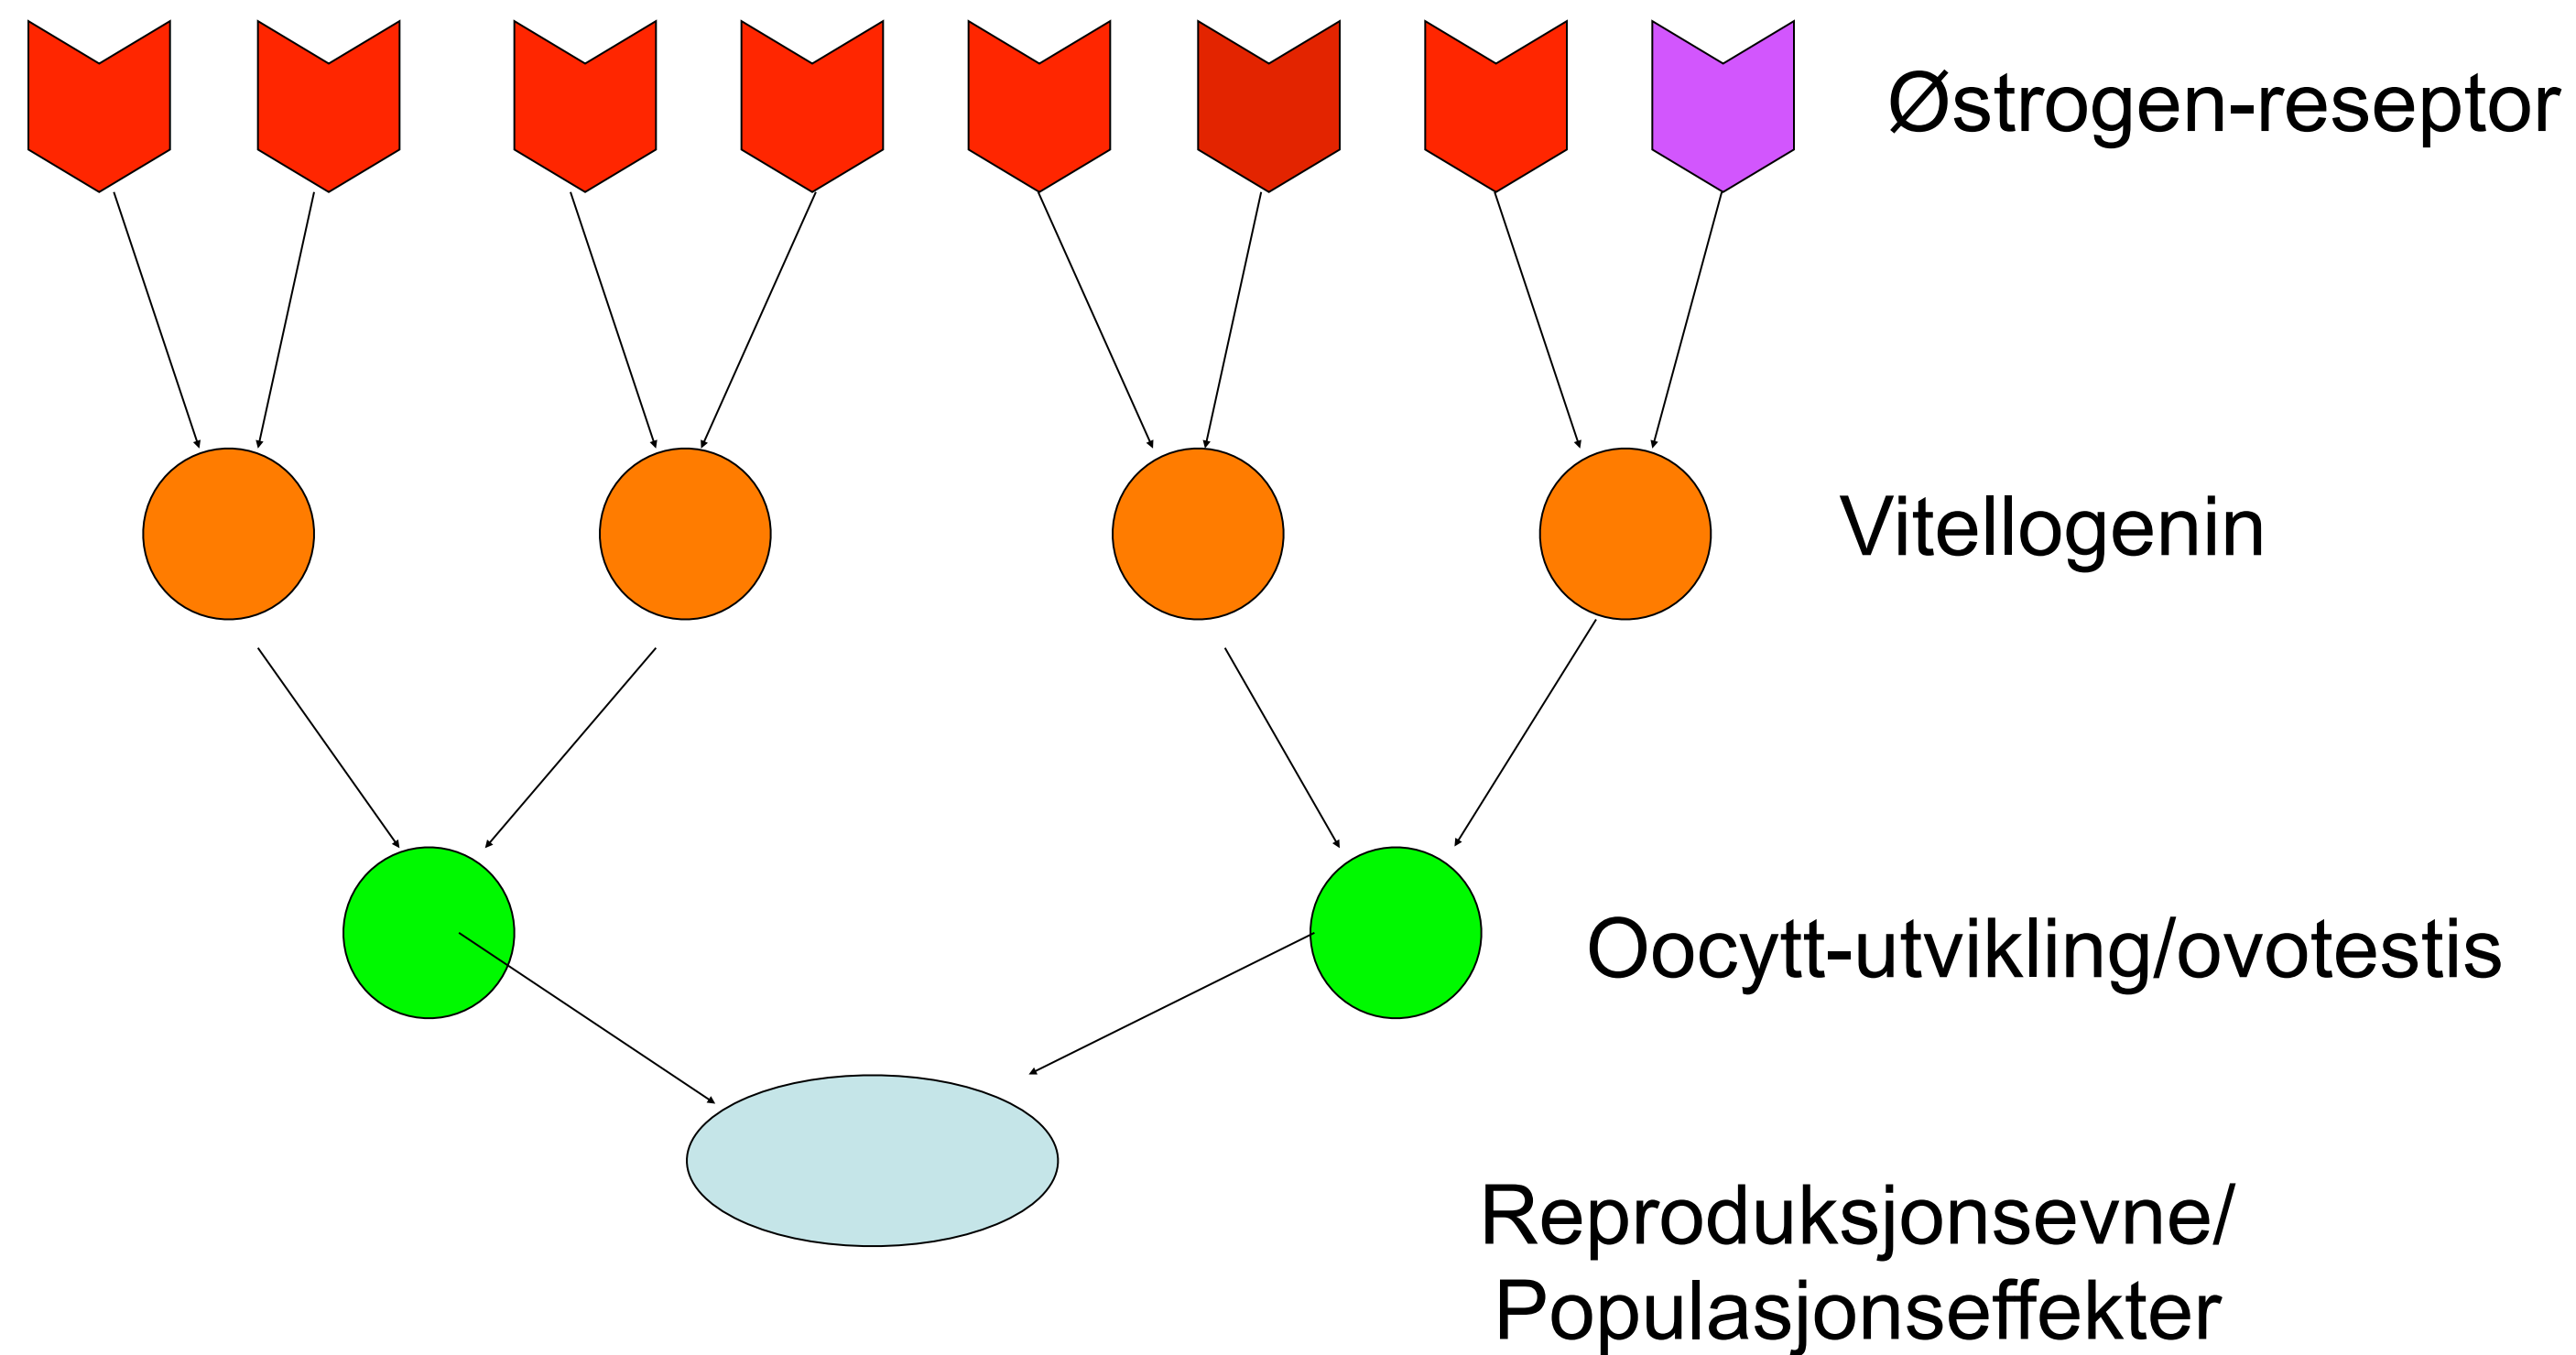 Østrogen-reseptor
Vitellogenin
Oocytt-utvikling/ovotestis
Reproduksjonsevne/
Populasjonseffekter